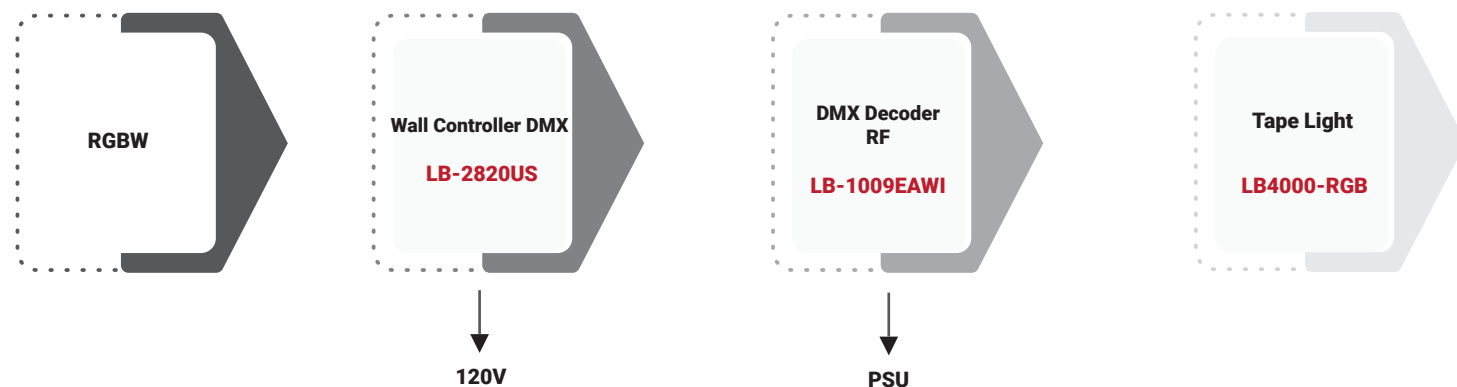 RGBW
Wall Controller DMX
LB-2820US
DMX Decoder
RF
LB-1009EAWI
Tape Light
LB4000-RGB
120V
PSU